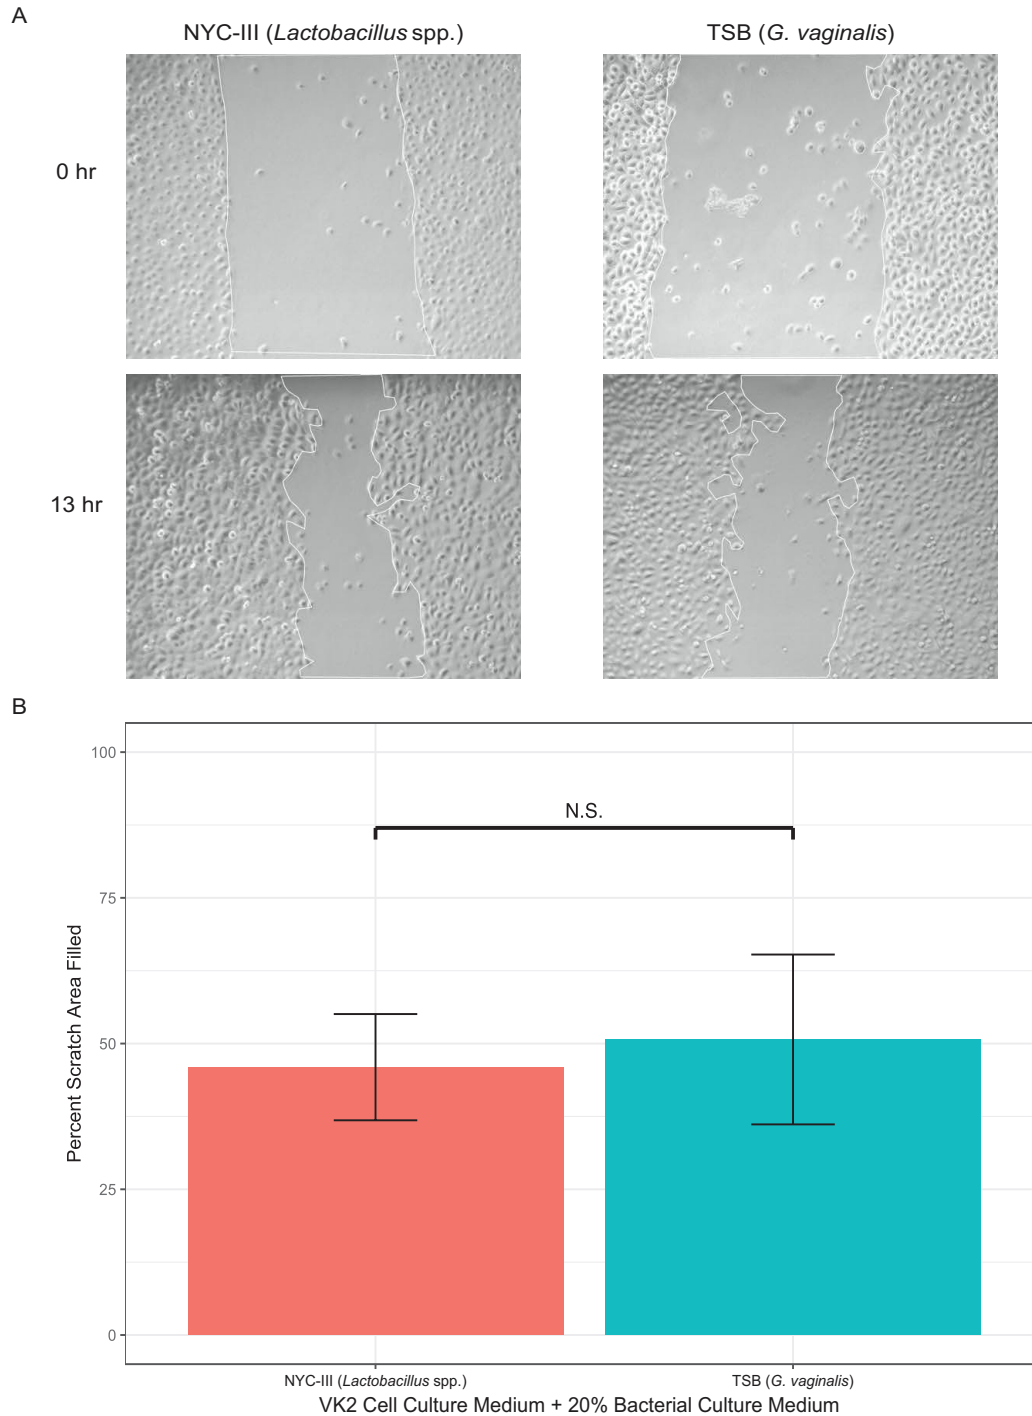 A
NYC-III (Lactobacillus spp.)
TSB (G. vaginalis)
0 hr
13 hr
B
100
N.S.
75
Percent Scratch Area Filled
50
25
0
NYC-III (Lactobacillus spp.)
TSB (G. vaginalis)
VK2 Cell Culture Medium + 20% Bacterial Culture Medium